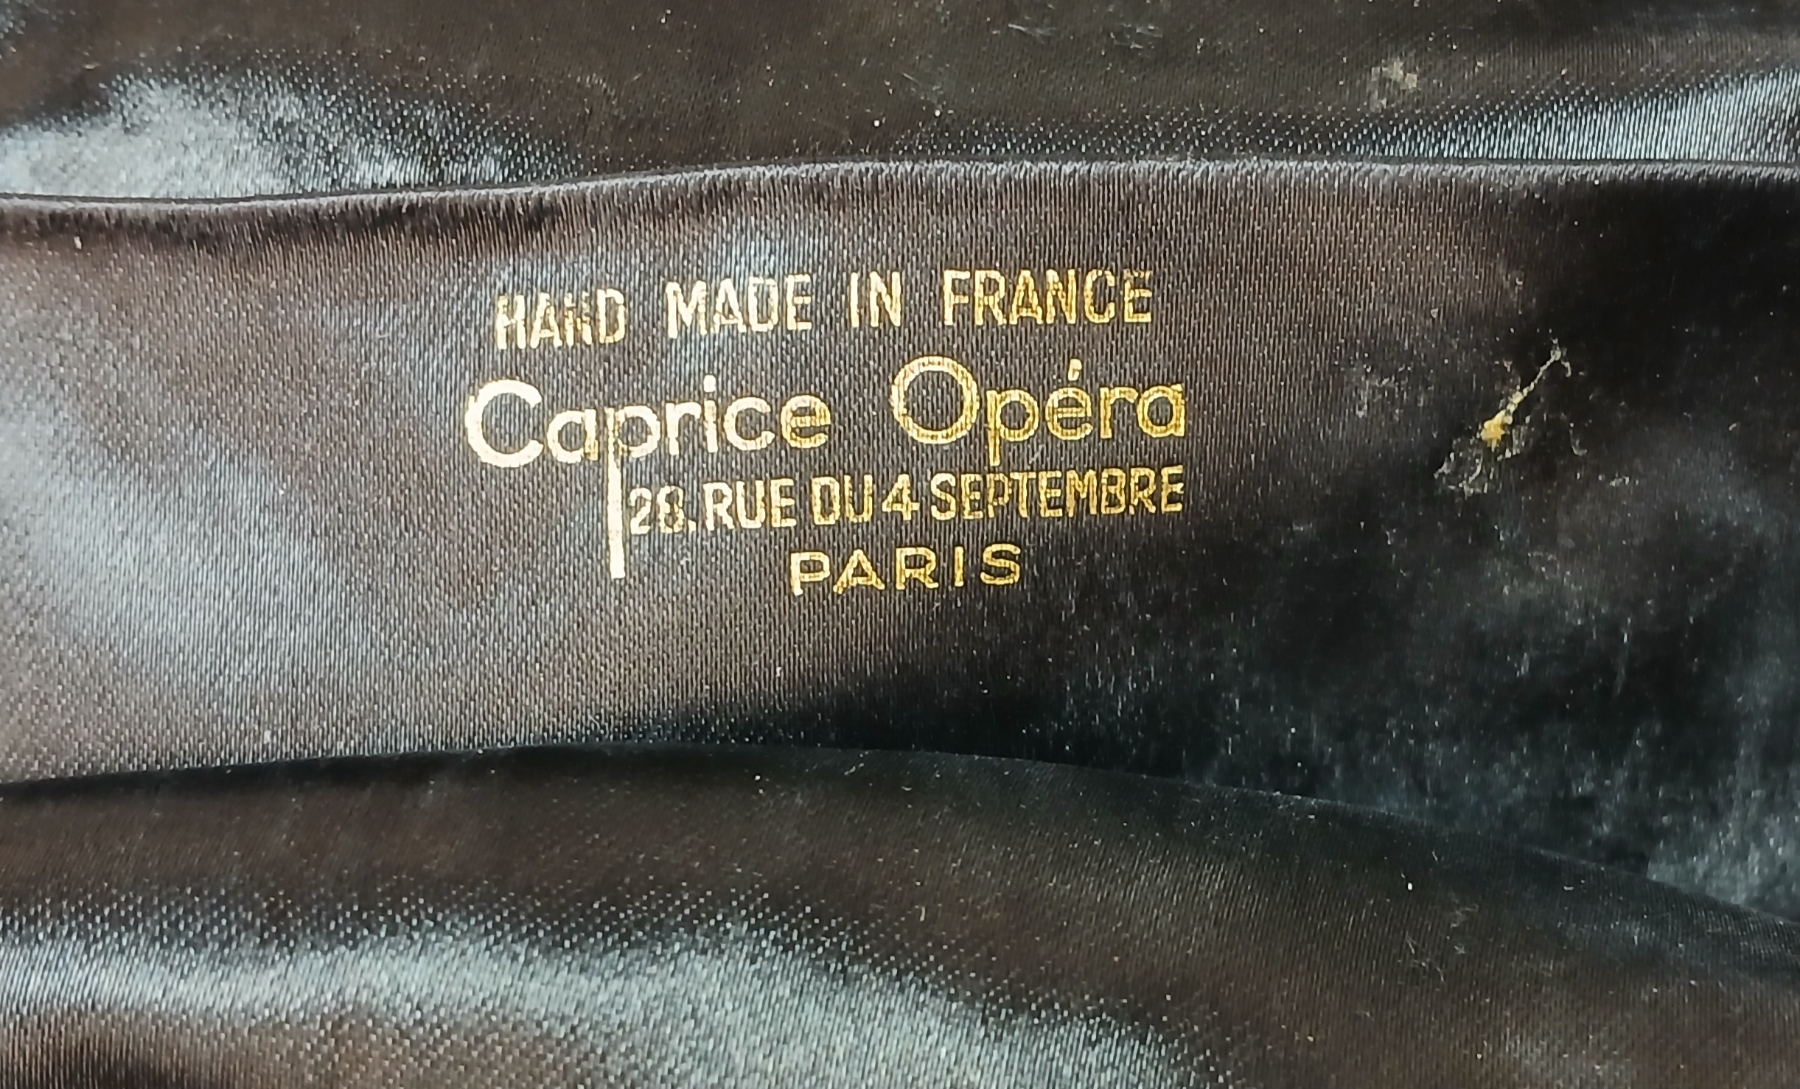 HAND MADE IN FRANCE
Caprice Opéra
28. RUE DU 4 SEPTEMBRE
PARIS